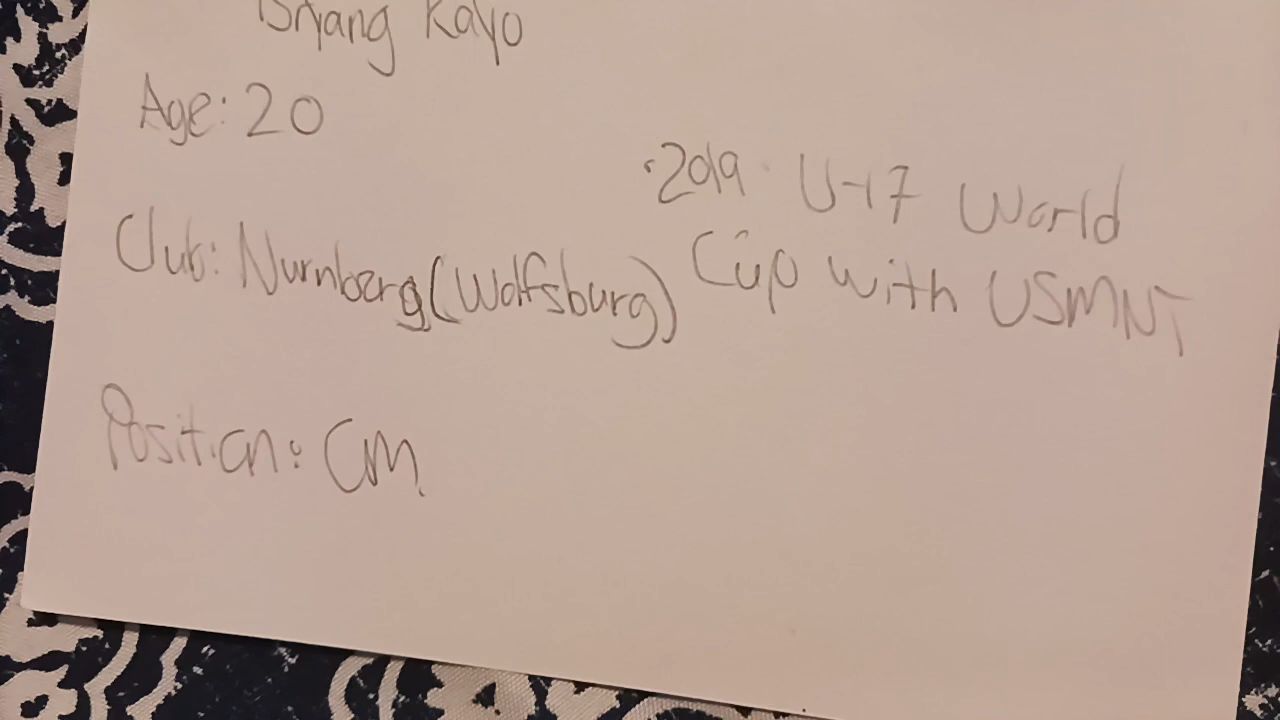 Bryang Kayo
Age: 20
·2019 U-17 World
Club: Nurnberg(Wolfsburg)
Cup with USMNT
Position: CM